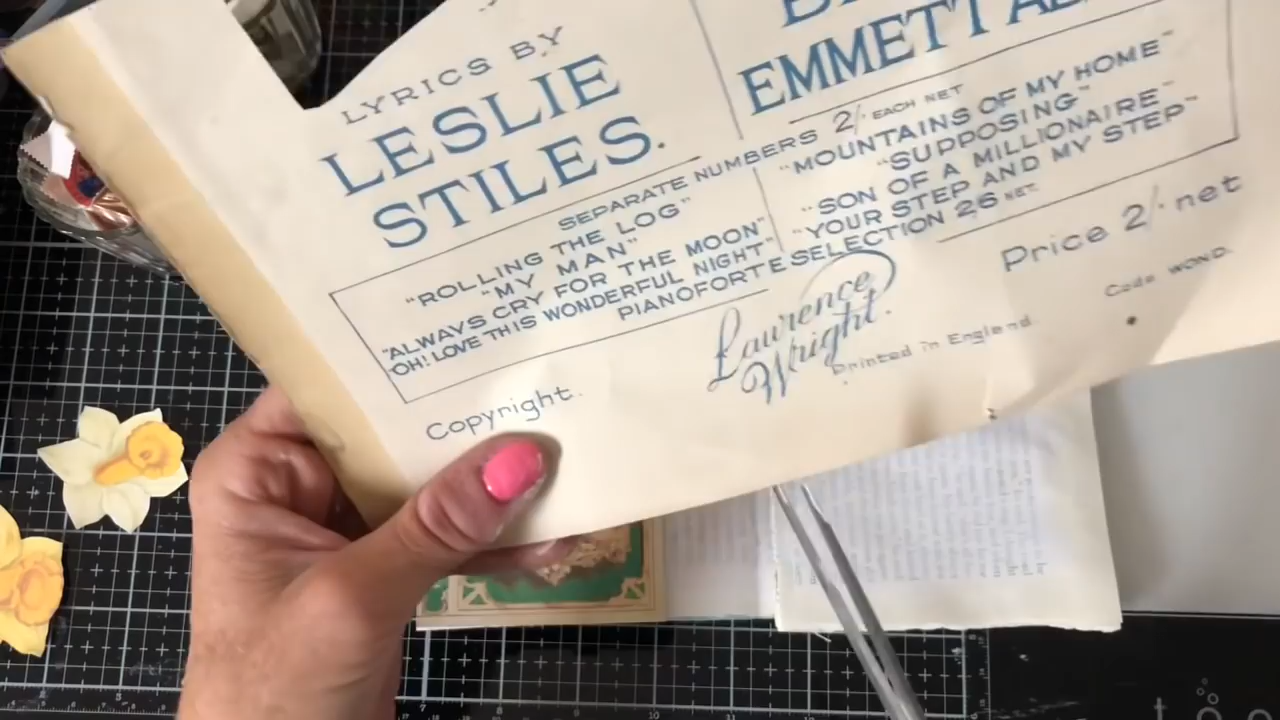 LYRICS BY
LESLIE
STILES.
EMMETT
SEPARATE NUMBERS 2/- EACH NET
"ROLLING THE LOG"
"MY MAN"
"ALWAYS CRY FOR THE MOON"
"OH! LOVE THIS WONDERFUL NIGHT"
"MOUNTAINS OF MY HOME"
"SUPPOSING"
"SON OF A MILLIONAIRE"
"YOUR STEP AND MY STEP"
PIANOFORTE SELECTION 2 6 NET.
Lawrence
Wright.
Price 2/- net
Code WOND.
Copyright.
Printed in England.